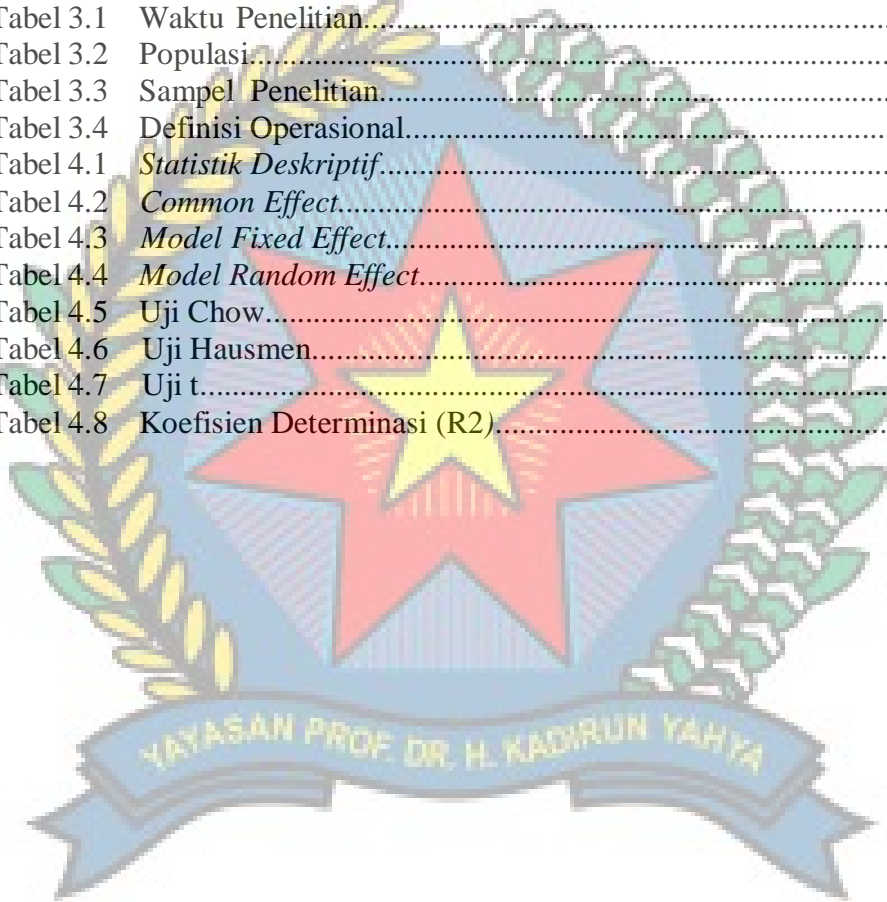 Tabel 3.1 Waktu Penelitian................................................................
Tabel 3.2 Populasi................................................................
Tabel 3.3 Sampel Penelitian................................................................
Tabel 3.4 Definisi Operasional................................................................
Tabel 4.1 Statistik Deskriptif................................................................
Tabel 4.2 Common Effect................................................................
Tabel 4.3 Model Fixed Effect................................................................
Tabel 4.4 Model Random Effect................................................................
Tabel 4.5 Uji Chow................................................................
Tabel 4.6 Uji Hausmen................................................................
Tabel 4.7 Uji t................................................................
Tabel 4.8 Koefisien Determinasi (R2)................................................................
YAYASAN PROF. DR. H. KADIRUN YAHYA